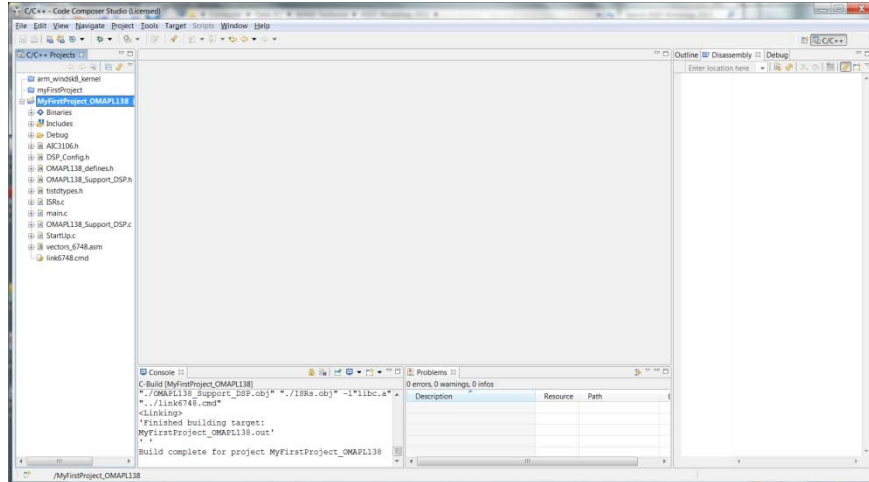 C/C++ - Code Composer Studio (Licensed)
File Edit View Navigate Project Tools Target Scripts Window Help
C/C++
C/C++ Projects
Outline Disassembly Debug
Enter location here
arm_windsk8_kernel
myFirstProject
MyFirstProject_OMAPL138
Binaries
Includes
Debug
AIC3106.h
DSP_Config.h
OMAPL138_defines.h
OMAPL138_Support_DSP.h
tistdtypes.h
ISRs.c
main.c
OMAPL138_Support_DSP.c
StartUp.c
vectors_6748.asm
link6748.cmd
Console
C-Build [MyFirstProject_OMAPL138]
"./OMAPL138_Support_DSP.obj" "./ISRs.obj" -l"libc.a"
"../link6748.cmd"
<Linking>
'Finished building target:
MyFirstProject_OMAPL138.out'
' '
Build complete for project MyFirstProject_OMAPL138
Problems
0 errors, 0 warnings, 0 infos
Description Resource Path L
/MyFirstProject_OMAPL138